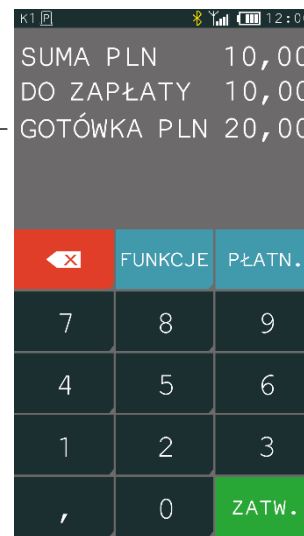 K1 P 12:0
SUMA PLN 10,00
DO ZAPŁATY 10,00
GOTÓWKA PLN 20,00
FUNKCJE PŁATN.
7 8 9
4 5 6
1 2 3
, 0 ZATW.